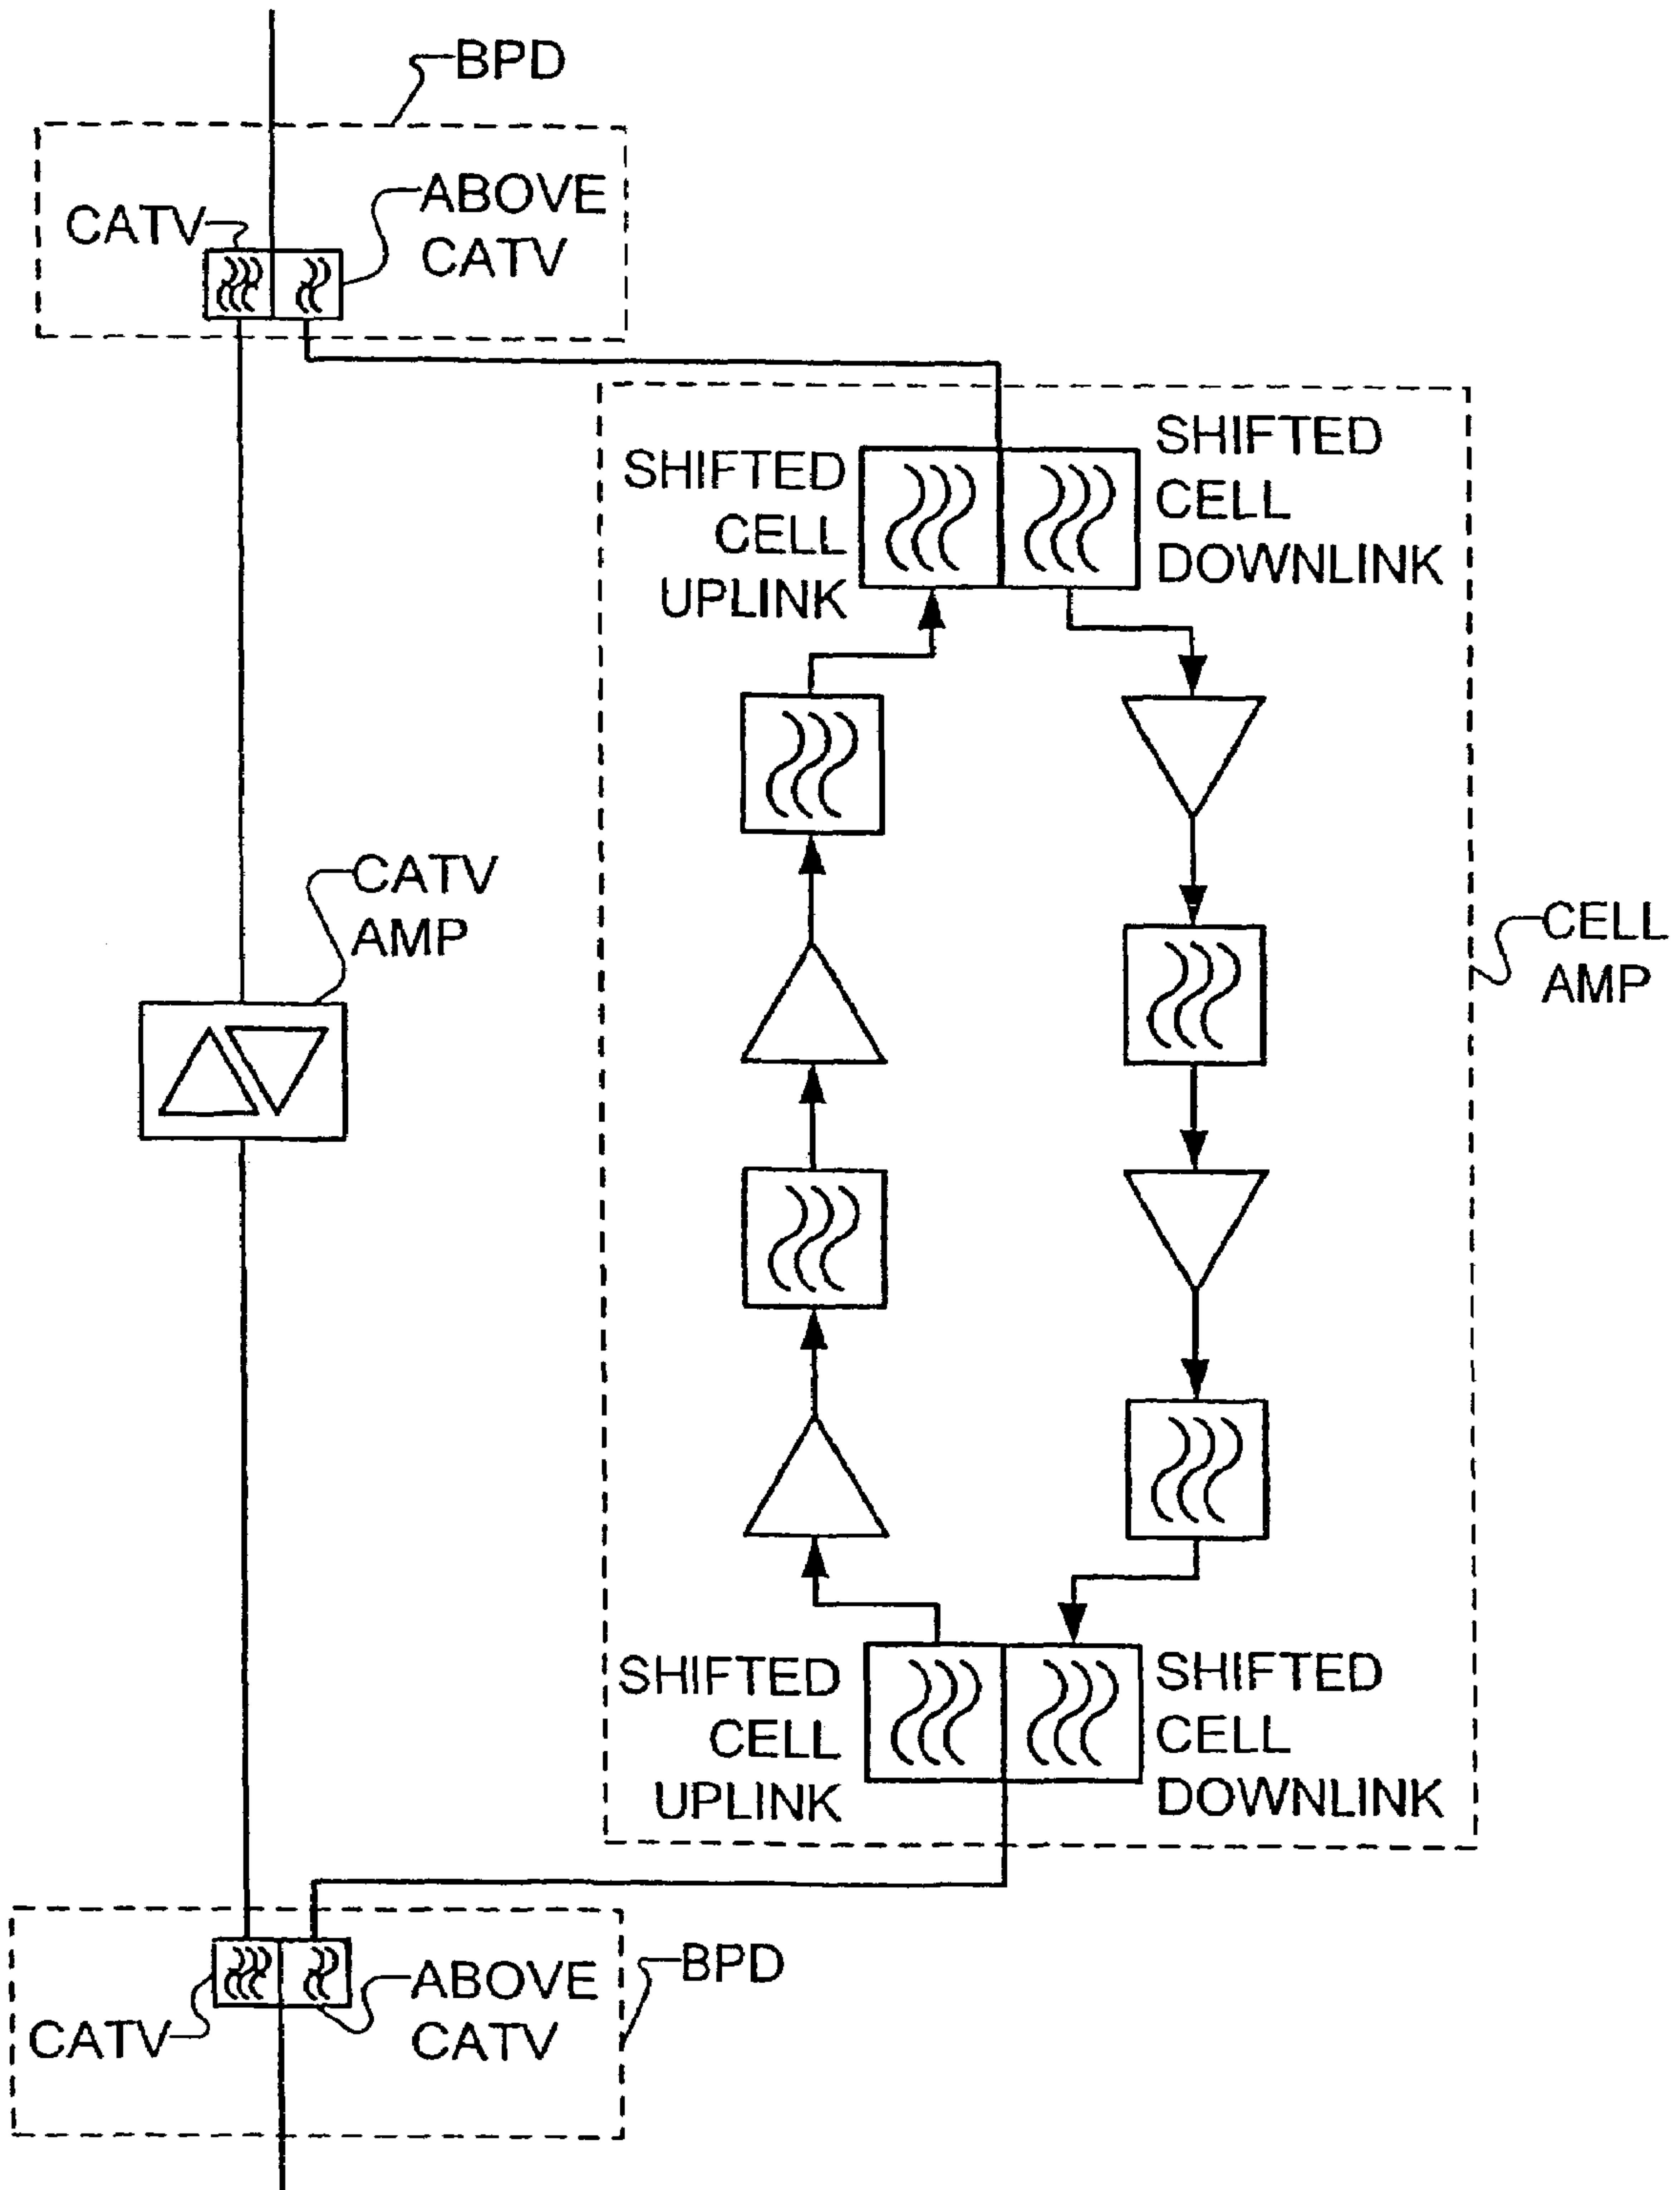 BPD
CATV
ABOVE
CATV
SHIFTED
CELL
UPLINK
SHIFTED
CELL
DOWNLINK
CATV
AMP
CELL
AMP
SHIFTED
CELL
UPLINK
SHIFTED
CELL
DOWNLINK
BPD
CATV
ABOVE
CATV